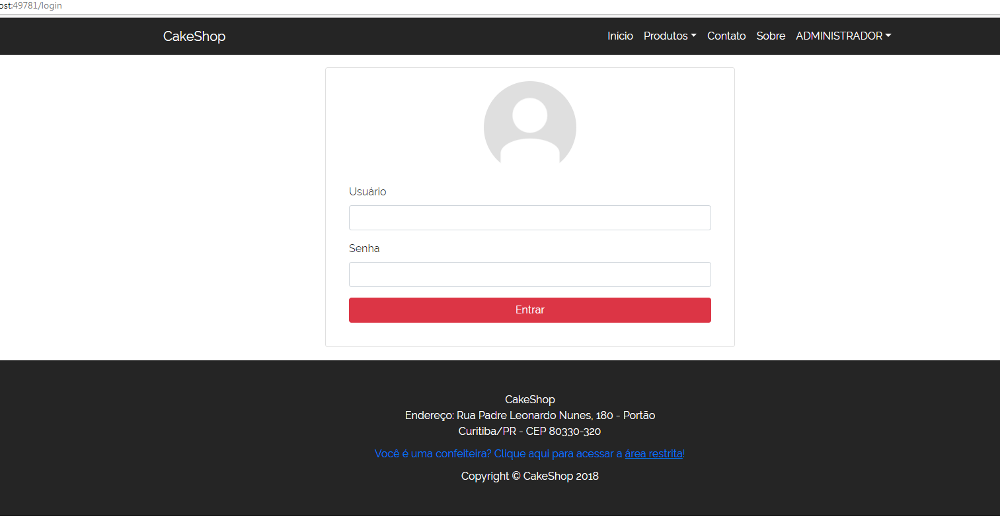 ost:49781/login
CakeShop Início Produtos Contato Sobre ADMINISTRADOR
Usuário
Senha
Entrar
CakeShop
Endereço: Rua Padre Leonardo Nunes, 180 - Portão
Curitiba/PR - CEP 80330-320
Você é uma confeiteira? Clique aqui para acessar a área restrita!
Copyright © CakeShop 2018